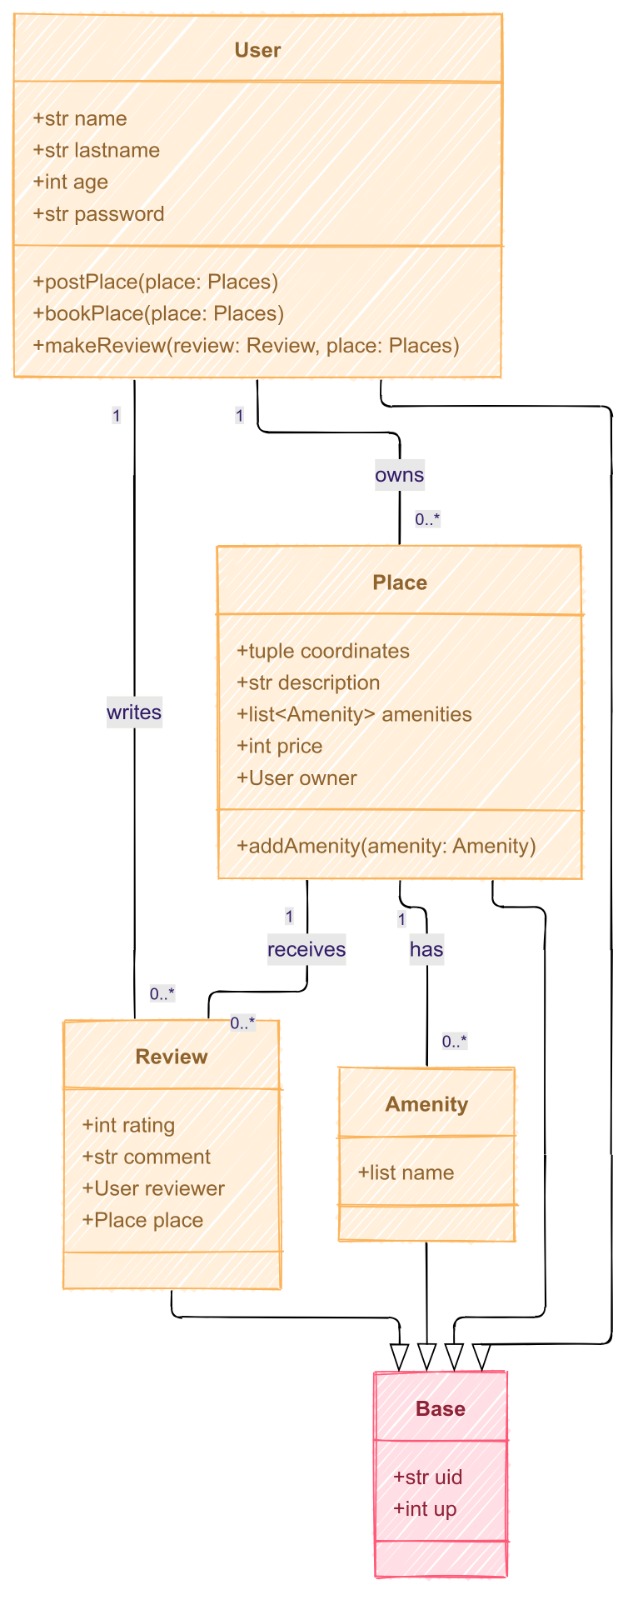 User
+str name
+str lastname
+int age
+str password
+postPlace(place: Places)
+bookPlace(place: Places)
+makeReview(review: Review, place: Places)
1
1
owns
0..*
Place
+tuple coordinates
+str description
+list<Amenity> amenities
+int price
+User owner
+addAmenity(amenity: Amenity)
writes
1
1
receives
has
0..*
0..*
0..*
Review
+int rating
+str comment
+User reviewer
+Place place
Amenity
+list name
Base
+str uid
+int up